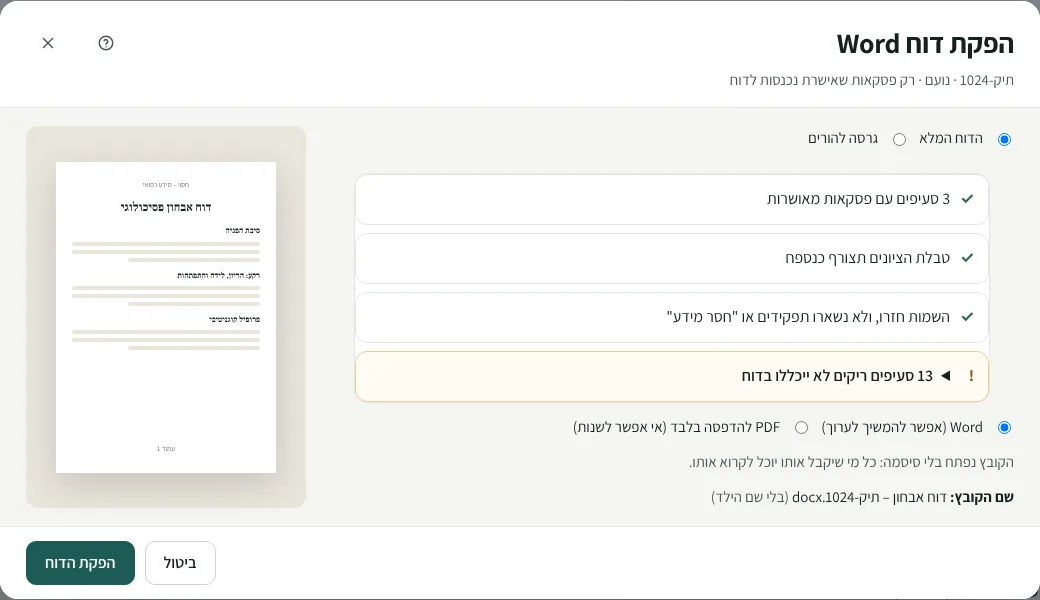 הפקת דוח Word
תיק-1024 · נועם · רק פסקאות שאישרת נכנסות לדוח
הדוח המלא
גרסה להורים
3 סעיפים עם פסקאות מאושרות
טבלת הציונים תצורף כנספח
השמות חזרו, ולא נשארו תפקידים או "חסר מידע"
! ◀ 13 סעיפים ריקים לא ייכללו בדוח
Word (אפשר להמשיך לערוך)
PDF להדפסה בלבד (אי אפשר לשנות)
הקובץ נפתח בלי סיסמה: כל מי שיקבל אותו יוכל לקרוא אותו.
שם הקובץ: דוח אבחון – תיק-1024.docx (בלי שם הילד)
חסוי – מידע רפואי
דוח אבחון פסיכולוגי
סיבת הפניה
רקע: הריון, לידה והתפתחות
פרופיל קוגניטיבי
עמוד 1
ביטול
הפקת הדוח